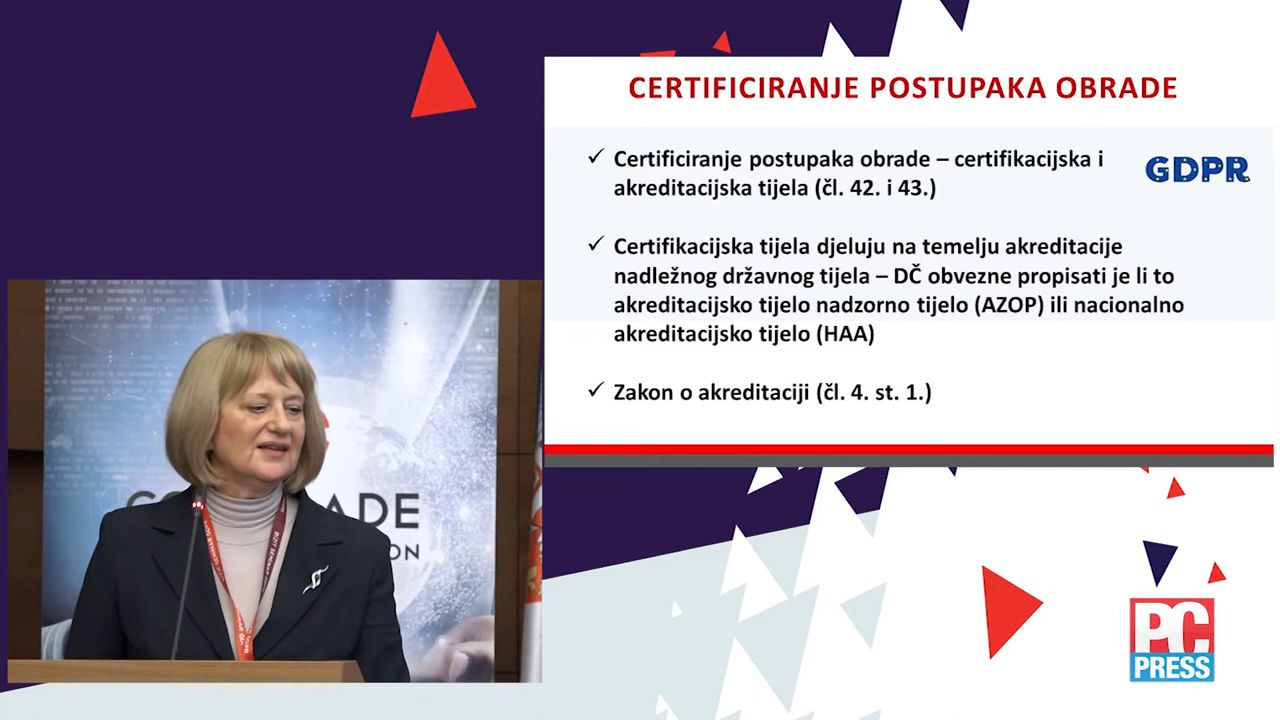 CERTIFICIRANJE POSTUPAKA OBRADE
Certificiranje postupaka obrade – certifikacijska i
akreditacijska tijela (čl. 42. i 43.)
GDPR
Certifikacijska tijela djeluju na temelju akreditacije
nadležnog državnog tijela – DČ obvezne propisati je li to
akreditacijsko tijelo nadzorno tijelo (AZOP) ili nacionalno
akreditacijsko tijelo (HAA)
Zakon o akreditaciji (čl. 4. st. 1.)
PC
PRESS